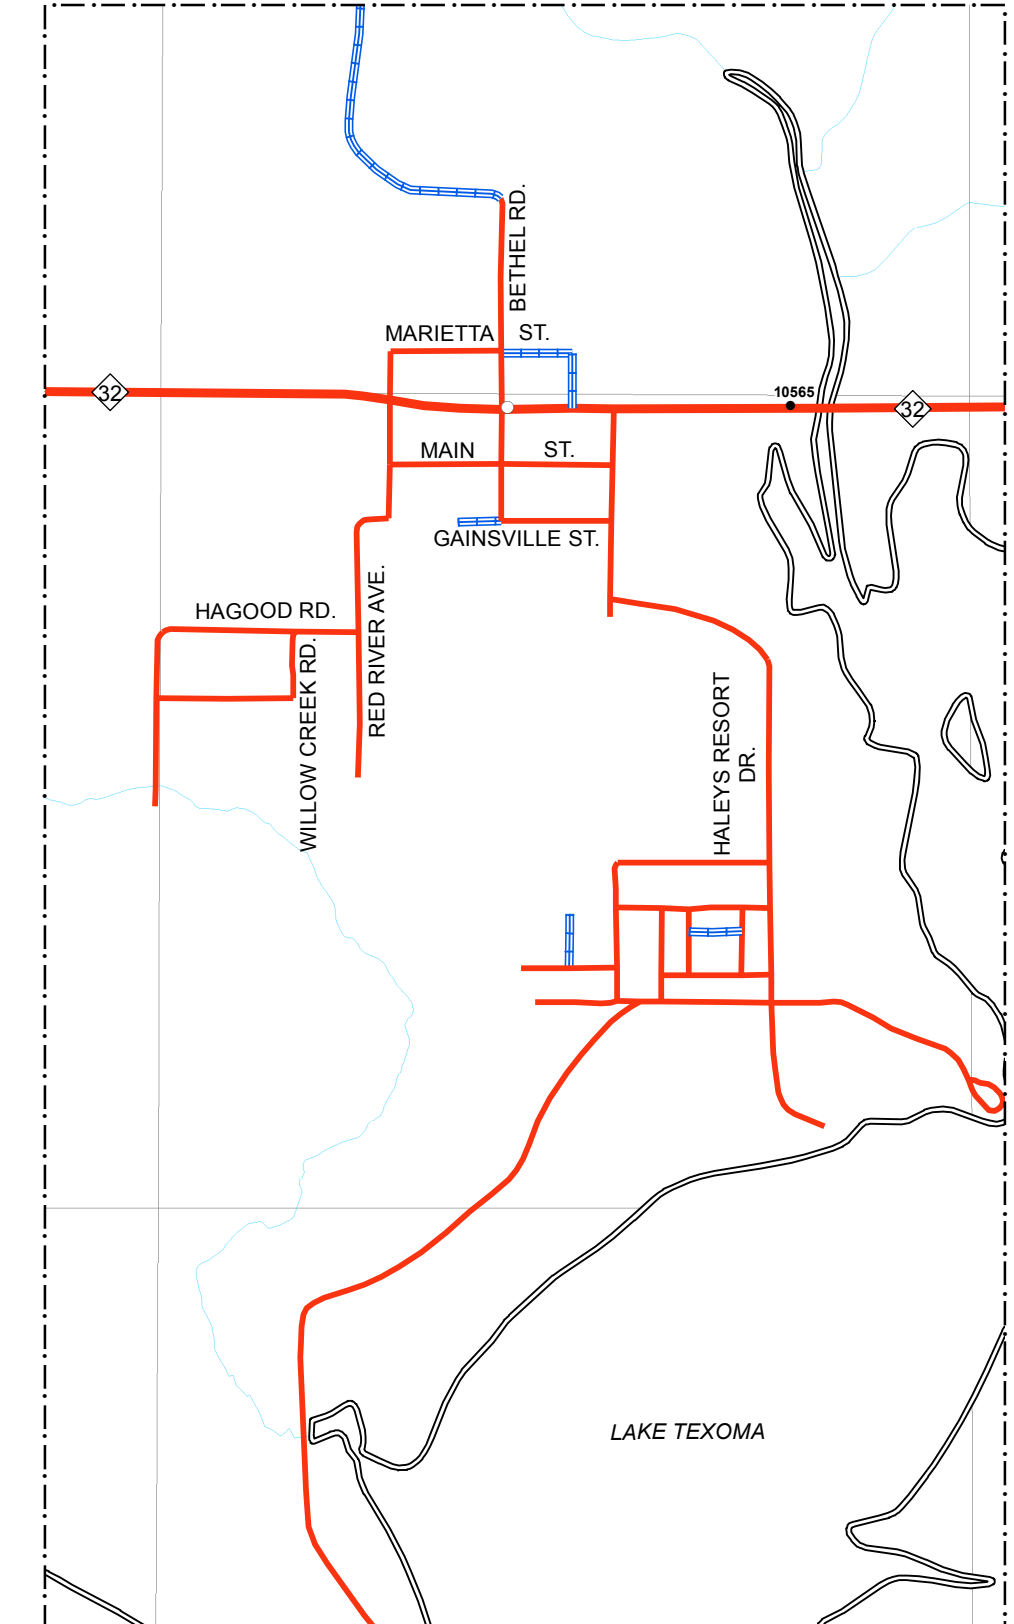 BETHEL RD.
MARIETTA ST.
32
10565
32
MAIN ST.
GAINSVILLE ST.
HAGOOD RD.
RED RIVER AVE.
WILLOW CREEK RD.
HALEYS RESORT
DR.
LAKE TEXOMA